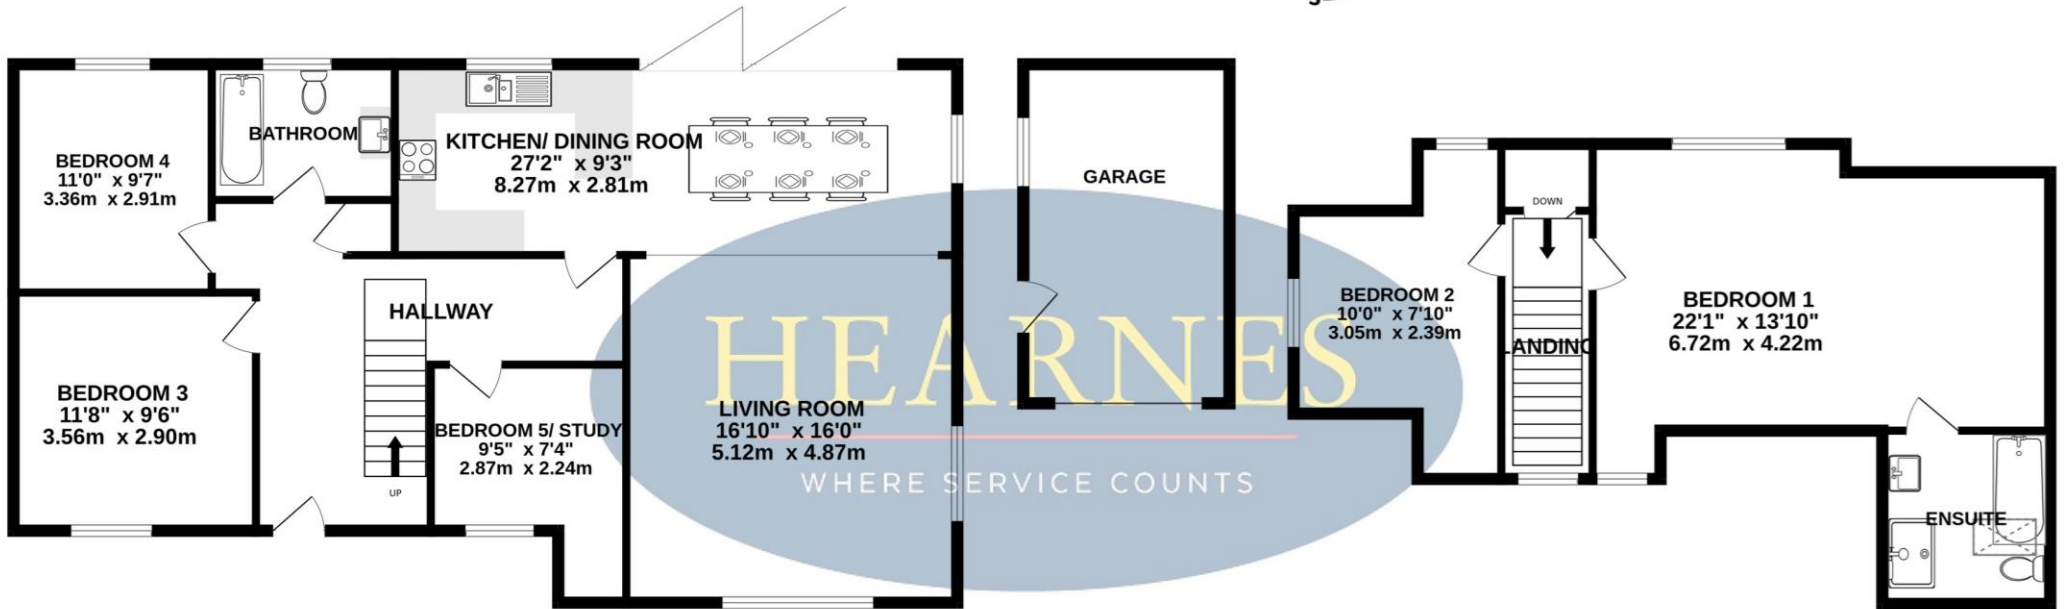 BEDROOM 4
11'0" x 9'7"
3.36m x 2.91m
BATHROOM
KITCHEN/ DINING ROOM
27'2" x 9'3"
8.27m x 2.81m
BEDROOM 3
11'8" x 9'6"
3.56m x 2.90m
HALLWAY
UP
BEDROOM 5/ STUDY
9'5" x 7'4"
2.87m x 2.24m
LIVING ROOM
16'10" x 16'0"
5.12m x 4.87m
GARAGE
HEARNES
WHERE SERVICE COUNTS
BEDROOM 2
10'0" x 7'10"
3.05m x 2.39m
DOWN
LANDING
BEDROOM 1
22'1" x 13'10"
6.72m x 4.22m
ENSUITE